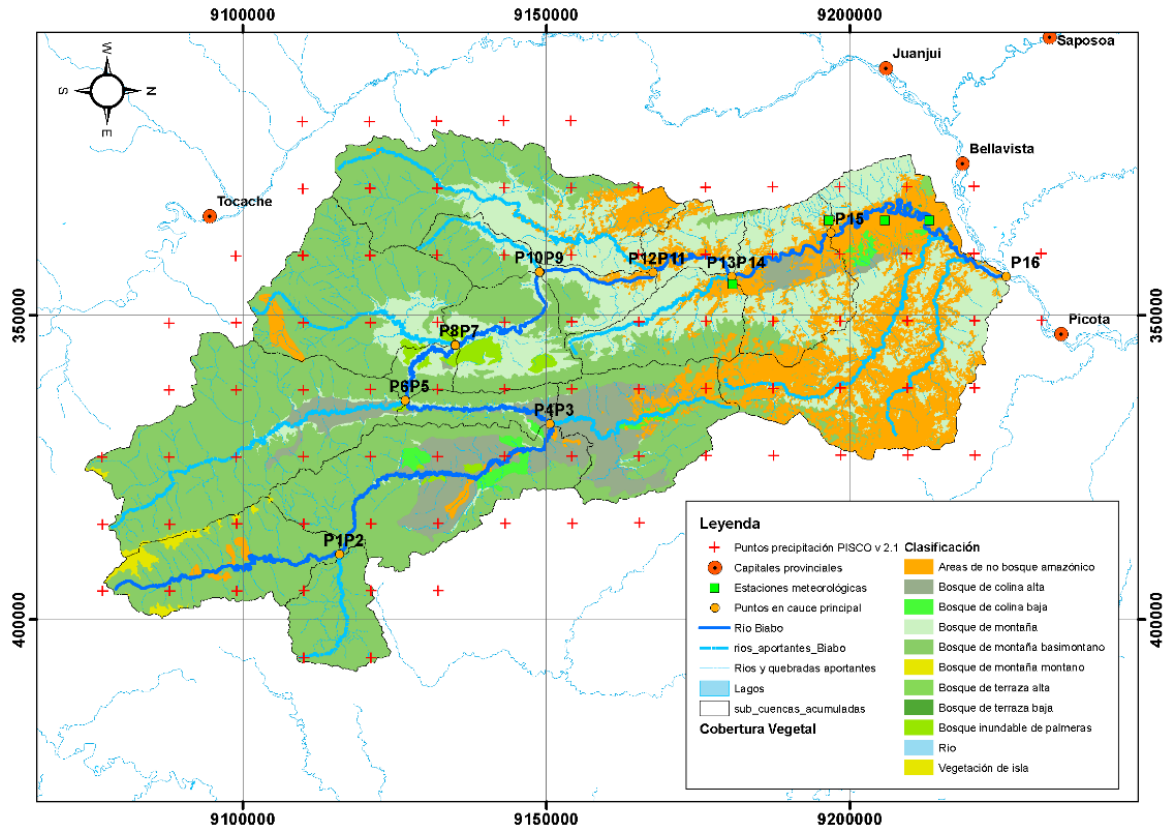 9100000 9150000 9200000
Saposoa
Juanjui
W
S N
E
Bellavista
Tocache
P15
P10P9 P12P11 P13P14 P16
350000
Picota
P8P7
P6P5
P4P3
P1P2
400000 400000
Leyenda
Puntos precipitación PISCO v 2.1
Capitales provinciales
Estaciones meteorológicas
Puntos en cauce principal
Río Biabo
rios_aportantes_Biabo
Rios y quebradas aportantes
Lagos
sub_cuencas_acumuladas
Cobertura Vegetal
Clasificación
Areas de no bosque amazónico
Bosque de colina alta
Bosque de colina baja
Bosque de montaña
Bosque de montaña basimontano
Bosque de montaña montano
Bosque de terraza alta
Bosque de terraza baja
Bosque inundable de palmeras
Rio
Vegetación de isla
350000
9100000 9150000 9200000